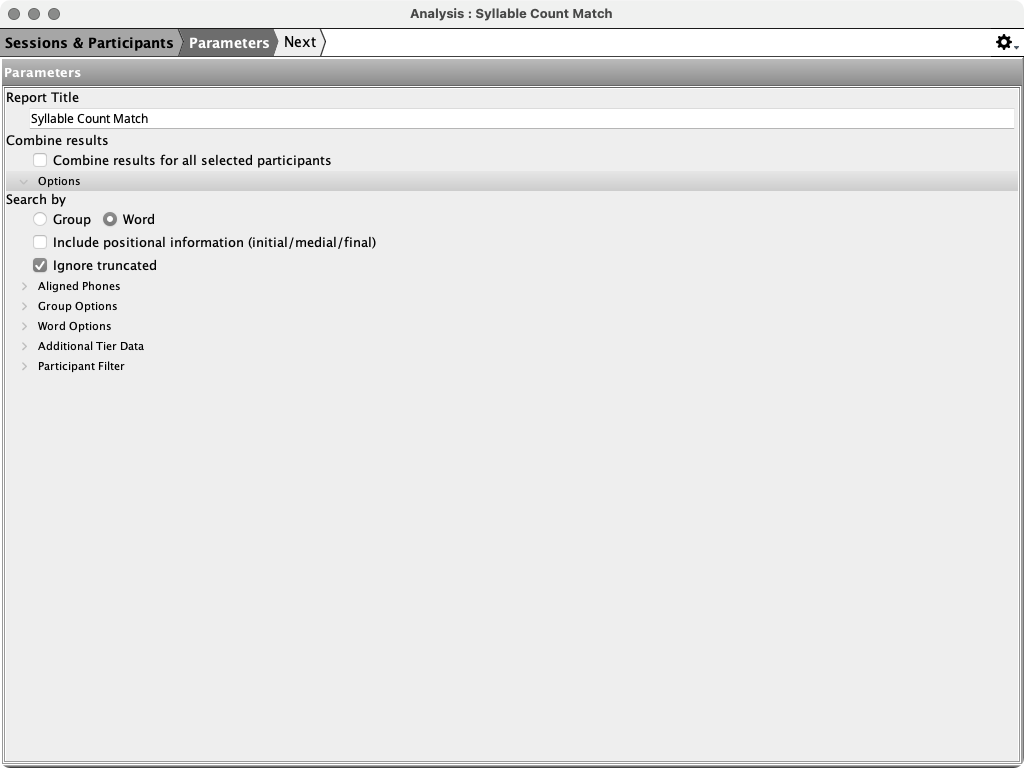 Analysis : Syllable Count Match
Sessions & Participants Parameters Next
Parameters
Report Title
Syllable Count Match
Combine results
Combine results for all selected participants
Options
Search by
Group Word
Include positional information (initial/medial/final)
Ignore truncated
Aligned Phones
Group Options
Word Options
Additional Tier Data
Participant Filter